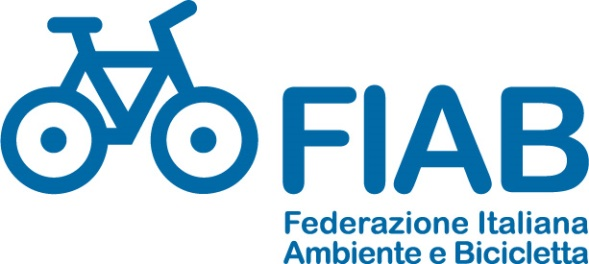 FIAB
Federazione Italiana
Ambiente e Bicicletta